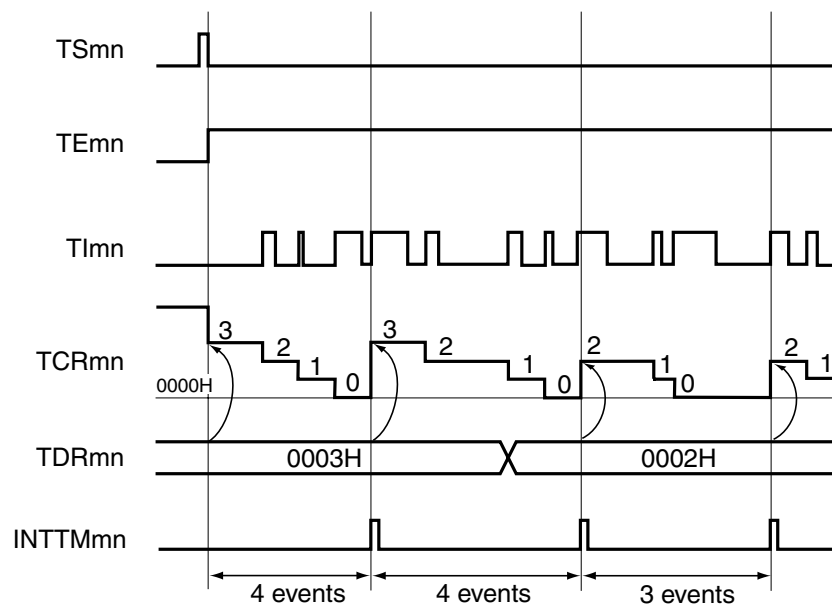 TSmn
TEmn
TImn
TCRmn
3
2
1
0
3
2
1
0
2
1
0
2
1
0000H
TDRmn
0003H
0002H
INTTMmn
4 events
4 events
3 events